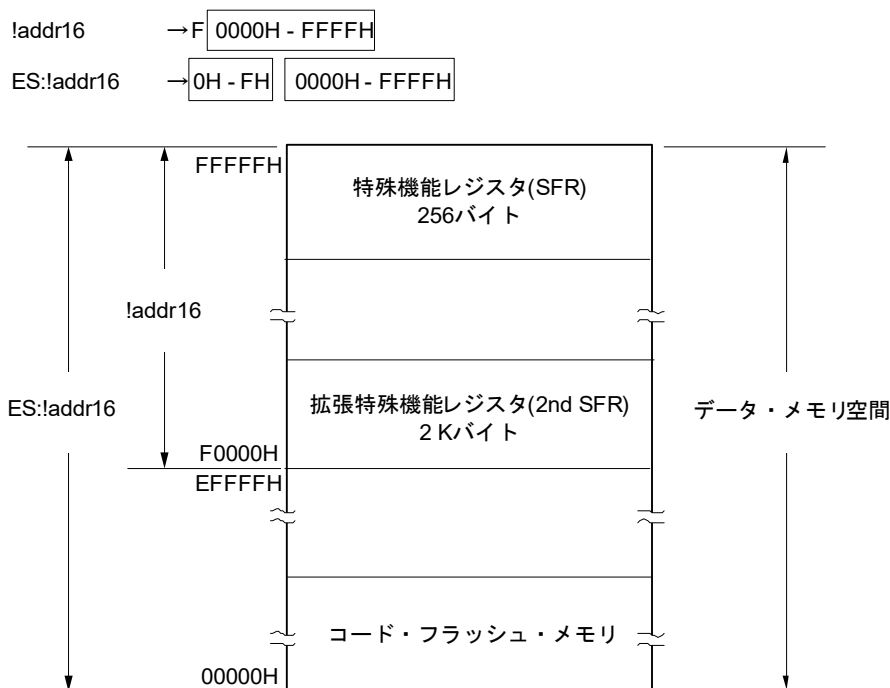 !addr16 →F 0000H - FFFFH
ES:!addr16 →0H - FH 0000H - FFFFH
FFFFFH
特殊機能レジスタ(SFR)
256バイト
!addr16
ES:!addr16
拡張特殊機能レジスタ(2nd SFR)
2 Kバイト
データ・メモリ空間
F0000H
EFFFFH
コード・フラッシュ・メモリ
00000H